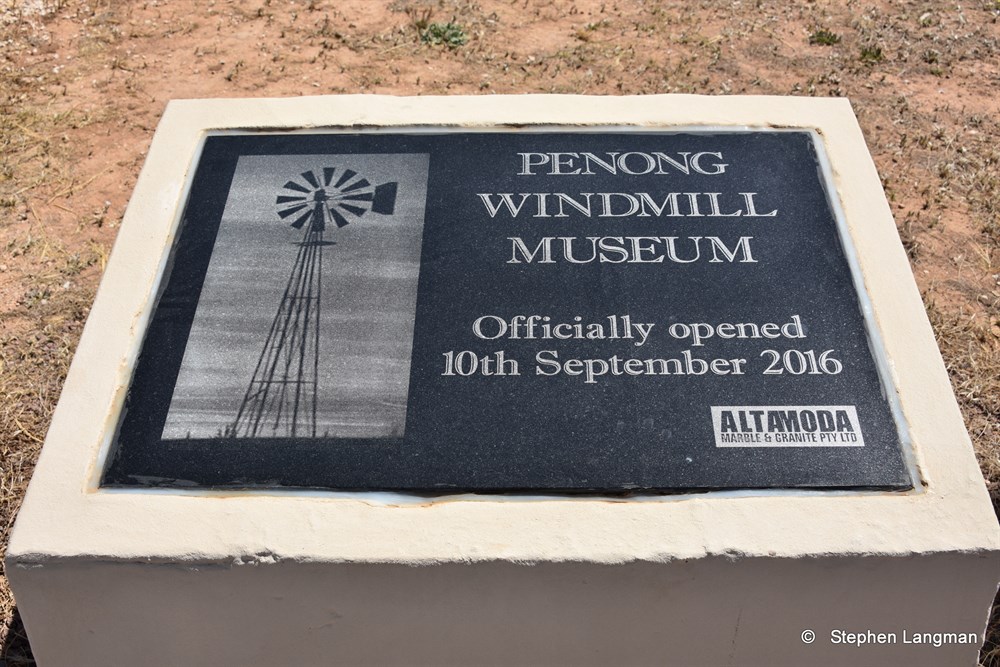 PENONG
WINDMILL
MUSEUM
Officially opened
10th September 2016
ALTAMODA
MARBLE & GRANITE PTY LTD
© Stephen Langman